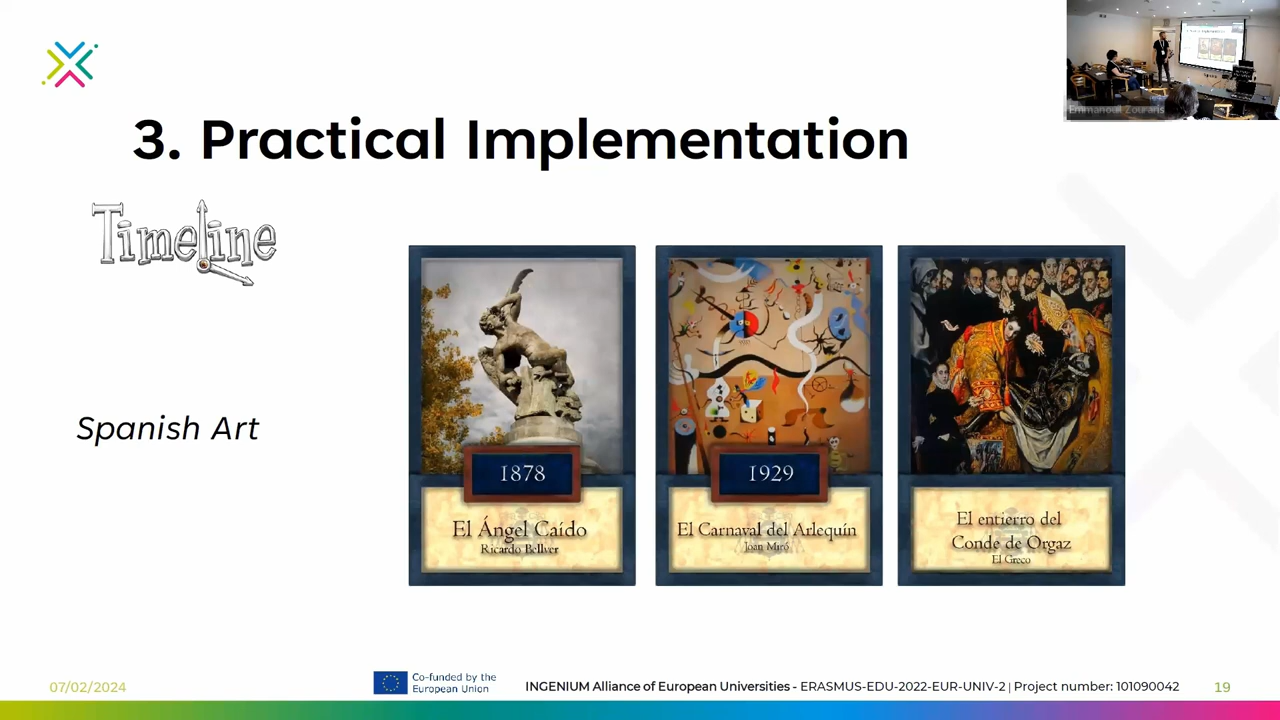 Emmanouil Zouraris
3. Practical Implementation
Timeline
Spanish Art
1878
El Ángel Caído
Ricardo Bellver
1929
El Carnaval del Arlequín
Joan Miró
El entierro del
Conde de Orgaz
El Greco
07/02/2024
Co-funded by the
European Union
INGENIUM Alliance of European Universities - ERASMUS-EDU-2022-EUR-UNIV-2 | Project number: 101090042
19